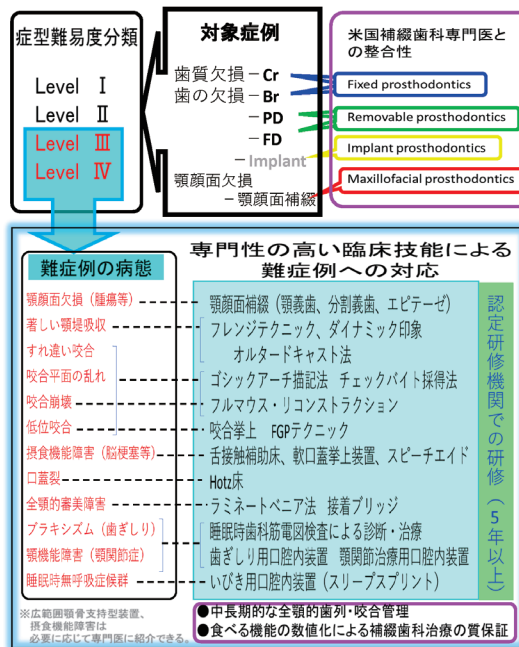 症型難易度分類
Level Ⅰ
Level Ⅱ
Level Ⅲ
Level Ⅳ
対象症例
歯質欠損－Cr
歯の欠損－Br
－PD
－FD
－Implant
顎顔面欠損
－顎顔面補綴
米国補綴歯科専門医と
の整合性
Fixed prosthodontics
Removable prosthodontics
Implant prosthodontics
Maxillofacial prosthodontics
難症例の病態
顎顔面欠損（腫瘍等）
著しい顎堤吸収
すれ違い咬合
咬合平面の乱れ
咬合崩壊
低位咬合
摂食機能障害（脳梗塞等）
口蓋裂
全顎的審美障害
ブラキシズム（歯ぎしり）
顎機能障害（顎関節症）
睡眠時無呼吸症候群
※広範囲顎骨支持型装置、
摂食機能障害は
必要に応じて専門医に紹介できる。
専門性の高い臨床技能による
難症例への対応
顎顔面補綴（顎義歯、分割義歯、エピテーゼ）
フレンジテクニック、ダイナミック印象
オルタードキャスト法
ゴシックアーチ描記法　チェックバイト採得法
フルマウス・リコンストラクション
咬合挙上　FGPテクニック
舌接触補助床、軟口蓋挙上装置、スピーチエイド
Hotz床
ラミネートベニア法　接着ブリッジ
睡眠時歯科筋電図検査による診断・治療
歯ぎしり用口腔内装置　顎関節治療用口腔内装置
いびき用口腔内装置（スリープスプリント）
認定研修機関での研修（5年以上）
●中長期的な全顎的歯列・咬合管理
●食べる機能の数値化による補綴歯科治療の質保証